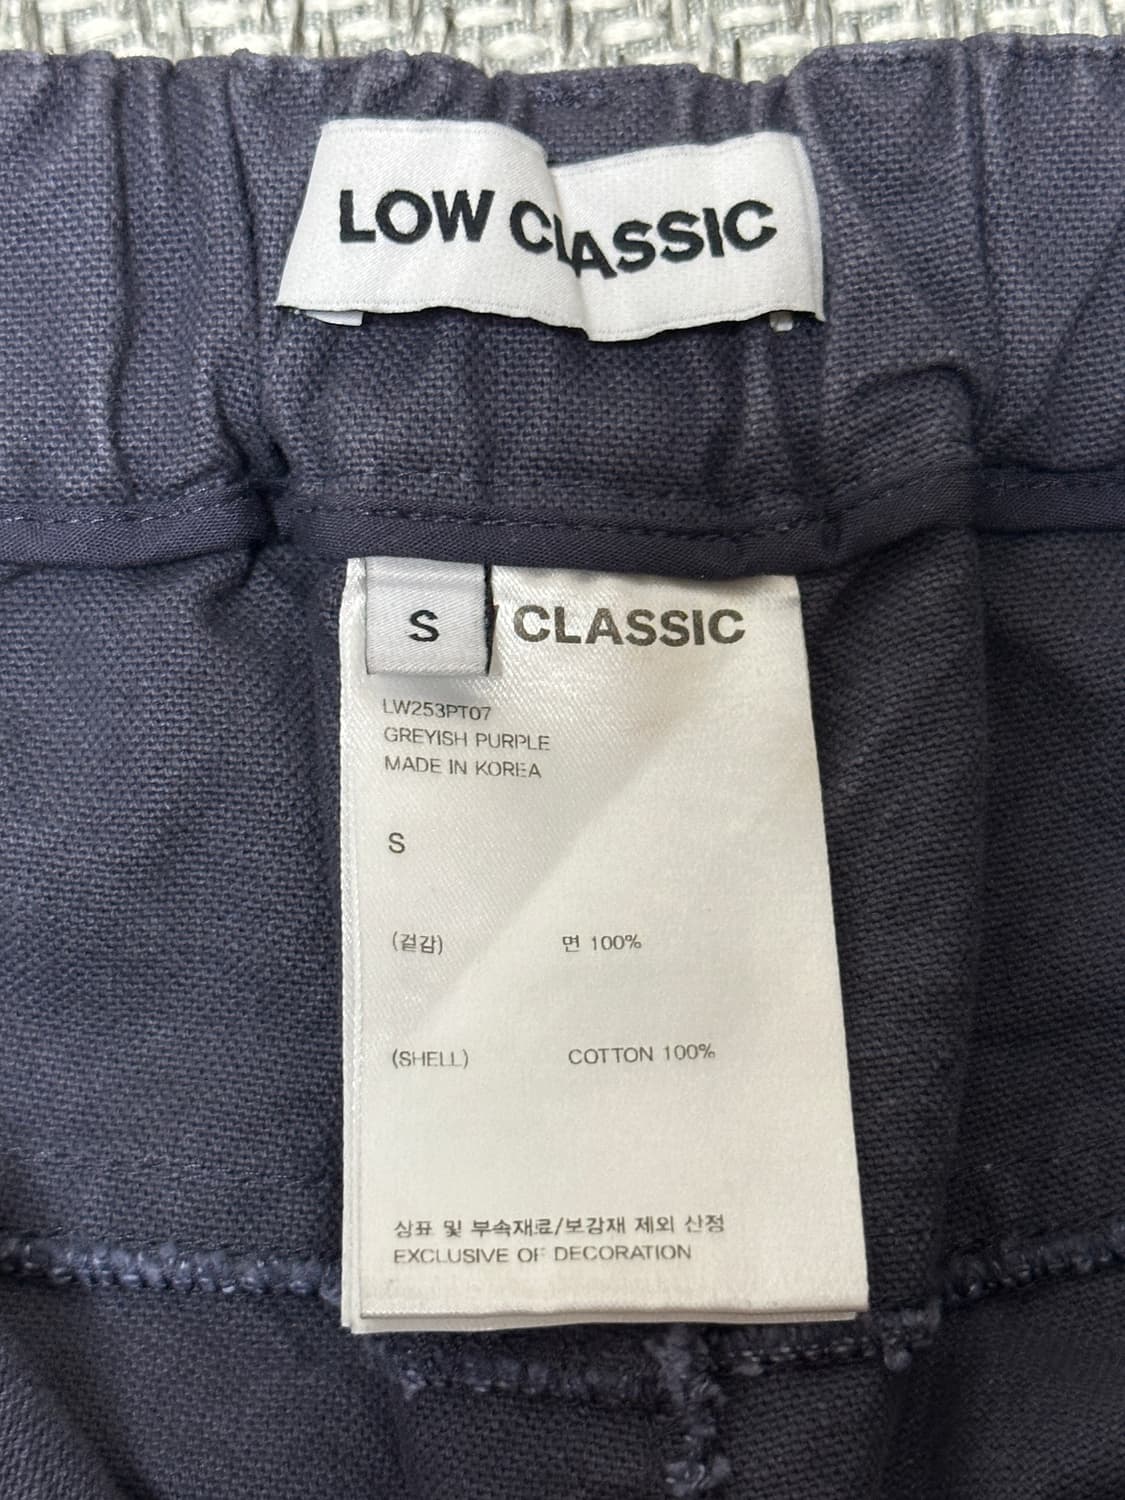 LOW CLASSIC
S CLASSIC
LW253PT07
GREYISH PURPLE
MADE IN KOREA
S
(겉감) 면 100%
(SHELL) COTTON 100%
상표 및 부속재료/보강재 제외 산정
EXCLUSIVE OF DECORATION